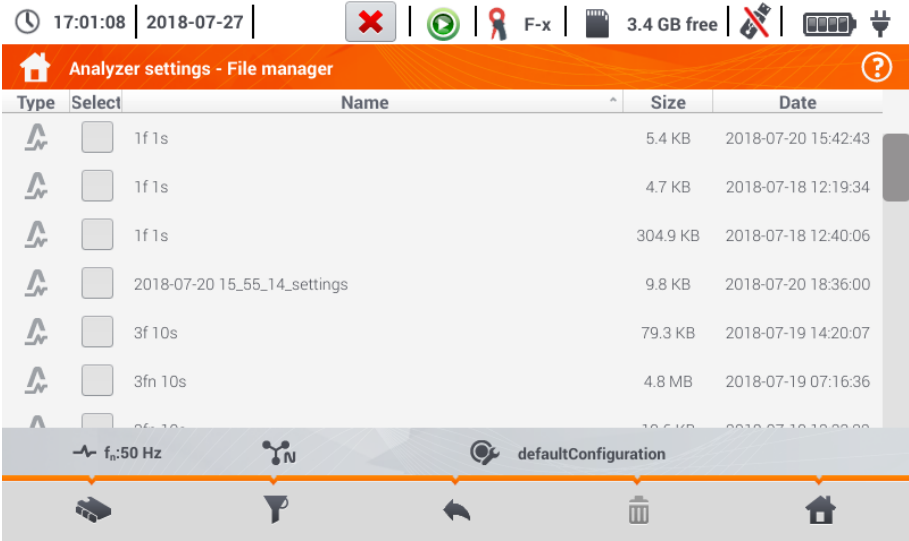 17:01:08 2018-07-27 F-x 3.4 GB free
Analyzer settings - File manager ?
Type Select Name Size Date
1f 1s 5.4 KB 2018-07-20 15:42:43
1f 1s 4.7 KB 2018-07-18 12:19:34
1f 1s 304.9 KB 2018-07-18 12:40:06
2018-07-20 15_55_14_settings 9.8 KB 2018-07-20 18:36:00
3f 10s 79.3 KB 2018-07-19 14:20:07
3fn 10s 4.8 MB 2018-07-19 07:16:36
fn:50 Hz N defaultConfiguration